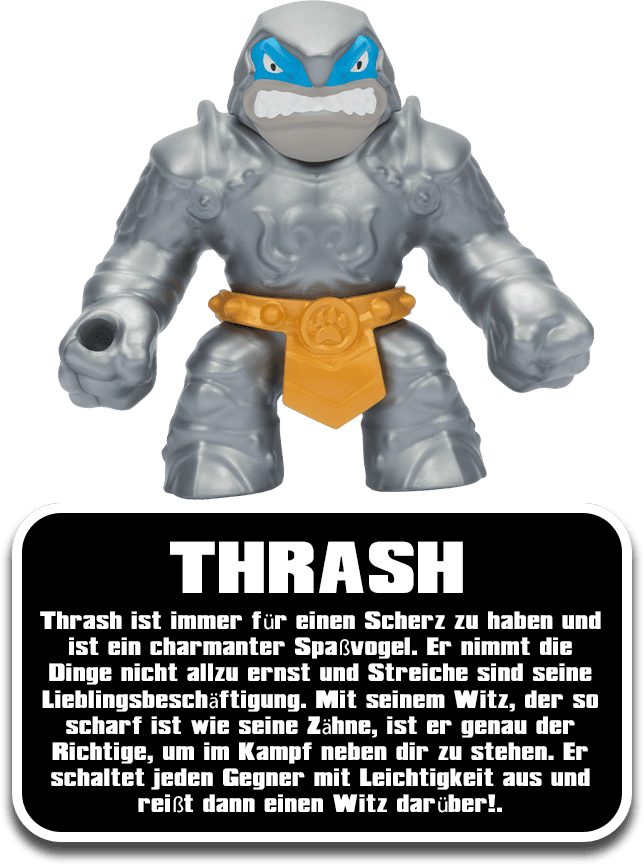 THRASH
Thrash ist immer für einen Scherz zu haben und
ist ein charmanter Spaßvogel. Er nimmt die
Dinge nicht allzu ernst und Streiche sind seine
Lieblingsbeschäftigung. Mit seinem Witz, der so
scharf ist wie seine Zähne, ist er genau der
Richtige, um im Kampf neben dir zu stehen. Er
schaltet jeden Gegner mit Leichtigkeit aus und
reißt dann einen Witz darüber!.